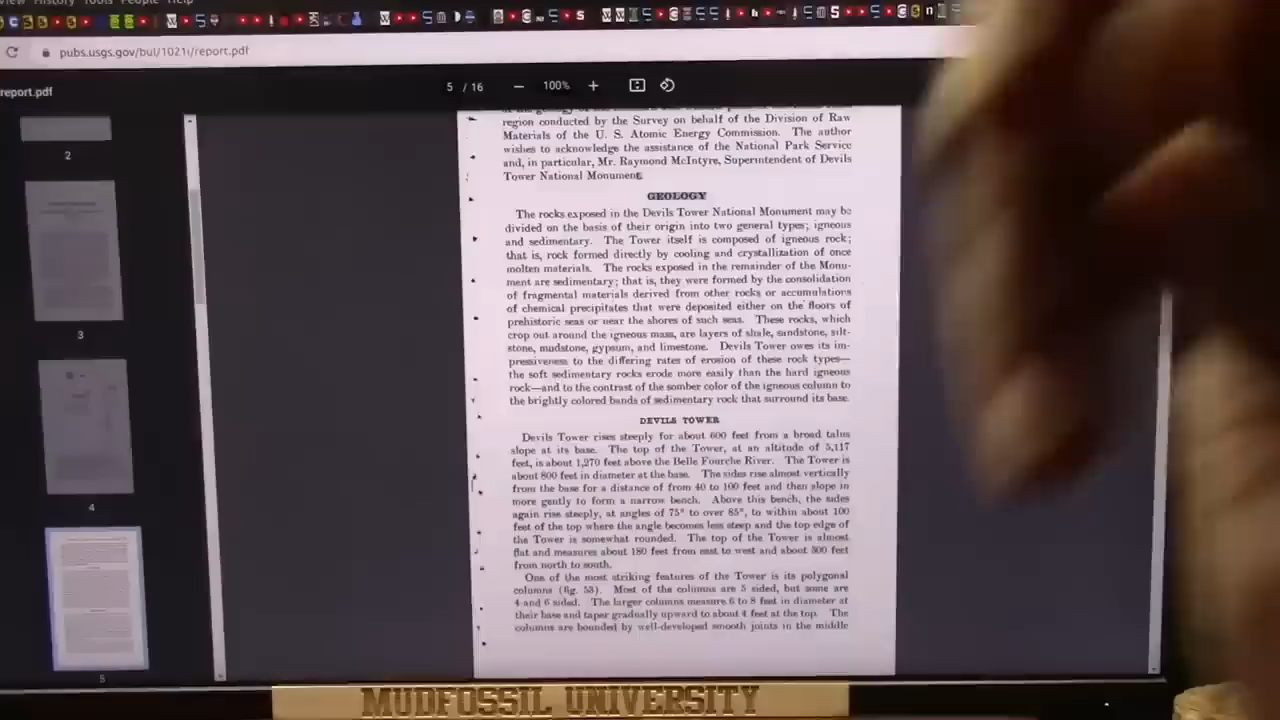 View History Tools People Help
pubs.usgs.gov/bul/1021i/report.pdf
report.pdf
5 / 16
100%
region conducted by the Survey on behalf of the Division of Raw
Materials of the U. S. Atomic Energy Commission. The author
wishes to acknowledge the assistance of the National Park Service
and, in particular, Mr. Raymond McIntyre, Superintendent of Devils
Tower National Monument.
GEOLOGY
The rocks exposed in the Devils Tower National Monument may be
divided on the basis of their origin into two general types; igneous
and sedimentary. The Tower itself is composed of igneous rock;
that is, rock formed directly by cooling and crystallization of once
molten materials. The rocks exposed in the remainder of the Monu-
ment are sedimentary; that is, they were formed by the consolidation
of fragmental materials derived from other rocks or accumulations
of chemical precipitates that were deposited either on the floors of
prehistoric seas or near the shores of such seas. These rocks, which
crop out around the igneous mass, are layers of shale, sandstone, silt-
stone, mudstone, gypsum, and limestone. Devils Tower owes its im-
pressiveness to the differing rates of erosion of these rock types—
the soft sedimentary rocks erode more easily than the hard igneous
rock—and to the contrast of the somber color of the igneous column to
the brightly colored bands of sedimentary rock that surround its base.
DEVILS TOWER
Devils Tower rises steeply for about 600 feet from a broad talus
slope at its base. The top of the Tower, at an altitude of 5,117
feet, is about 1,270 feet above the Belle Fourche River. The Tower is
about 800 feet in diameter at the base. The sides rise almost vertically
from the base for a distance of from 40 to 100 feet and then slope in
more gently to form a narrow bench. Above this bench, the sides
again rise steeply, at angles of 75° to over 85°, to within about 100
feet of the top where the angle becomes less steep and the top edge of
the Tower is somewhat rounded. The top of the Tower is almost
flat and measures about 180 feet from east to west and about 300 feet
from north to south.
One of the most striking features of the Tower is its polygonal
columns (fig. 53). Most of the columns are 5 sided, but some are
4 and 6 sided. The larger columns measure 6 to 8 feet in diameter at
their base and taper gradually upward to about 4 feet at the top. The
columns are bounded by well-developed smooth joints in the middle
2
3
4
5
MUDFOSSIL UNIVERSITY